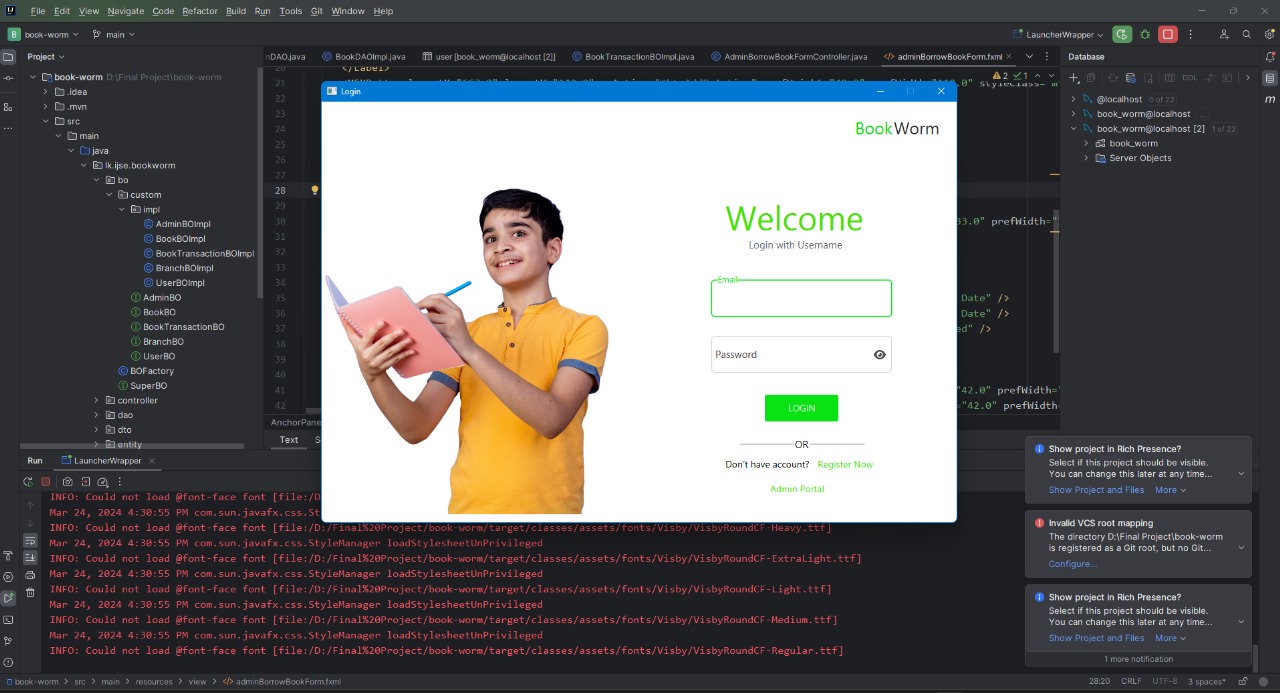 File Edit View Navigate Code Refactor Build Run Tools Git Window Help
B book-worm main LauncherWrapper
Project
nDAO.java BookDAOImpl.java user [book_worm@localhost [2]] BookTransactionBOImpl.java AdminBorrowBookFormController.java adminBorrowBookForm.fxml
Database
book-worm D:\Final Project\book-worm
.idea
.mvn
src
main
java
lk.ijse.bookworm
bo
custom
impl
AdminBOImpl
BookBOImpl
BookTransactionBOImpl
BranchBOImpl
UserBOImpl
AdminBO
BookBO
BookTransactionBO
BranchBO
UserBO
BOFactory
SuperBO
controller
dao
dto
entity
</Label>
21
22
23
24
25
26
27
28
29
30
31
32
33
34
35
36
37
38
39
40
41
42
2 1
33.0" prefWidth="
Date" />
Date" />
ed" />
"42.0" prefWidth="
="42.0" prefWidth=
AnchorPane
Text
DDL
@localhost 0 of 22
book_worm@localhost ...
book_worm@localhost [2] 1 of 22
book_worm
Server Objects
Login
BookWorm
Welcome
Login with Username
Email
Password
LOGIN
OR
Don't have account? Register Now
Admin Portal
Run LauncherWrapper
INFO: Could not load @font-face font [file:/D:
Mar 24, 2024 4:30:55 PM com.sun.javafx.css.St
INFO: Could not load @font-face font [file:/D:/Final%20Project/book-worm/target/classes/assets/fonts/Visby/VisbyRoundCF-Heavy.ttf]
Mar 24, 2024 4:30:55 PM com.sun.javafx.css.StyleManager loadStylesheetUnPrivileged
INFO: Could not load @font-face font [file:/D:/Final%20Project/book-worm/target/classes/assets/fonts/Visby/VisbyRoundCF-ExtraLight.ttf]
Mar 24, 2024 4:30:55 PM com.sun.javafx.css.StyleManager loadStylesheetUnPrivileged
INFO: Could not load @font-face font [file:/D:/Final%20Project/book-worm/target/classes/assets/fonts/Visby/VisbyRoundCF-Light.ttf]
Mar 24, 2024 4:30:55 PM com.sun.javafx.css.StyleManager loadStylesheetUnPrivileged
INFO: Could not load @font-face font [file:/D:/Final%20Project/book-worm/target/classes/assets/fonts/Visby/VisbyRoundCF-Medium.ttf]
Mar 24, 2024 4:30:55 PM com.sun.javafx.css.StyleManager loadStylesheetUnPrivileged
INFO: Could not load @font-face font [file:/D:/Final%20Project/book-worm/target/classes/assets/fonts/Visby/VisbyRoundCF-Regular.ttf]
Show project in Rich Presence?
Select if this project should be visible.
You can change this later at any time...
Show Project and Files More
Invalid VCS root mapping
The directory D:\Final Project\book-worm
is registered as a Git root, but no Git...
Configure...
Show project in Rich Presence?
Select if this project should be visible.
You can change this later at any time...
Show Project and Files More
1 more notification
book-worm src main resources view adminBorrowBookForm.fxml
28:20 CRLF UTF-8 3 spaces*